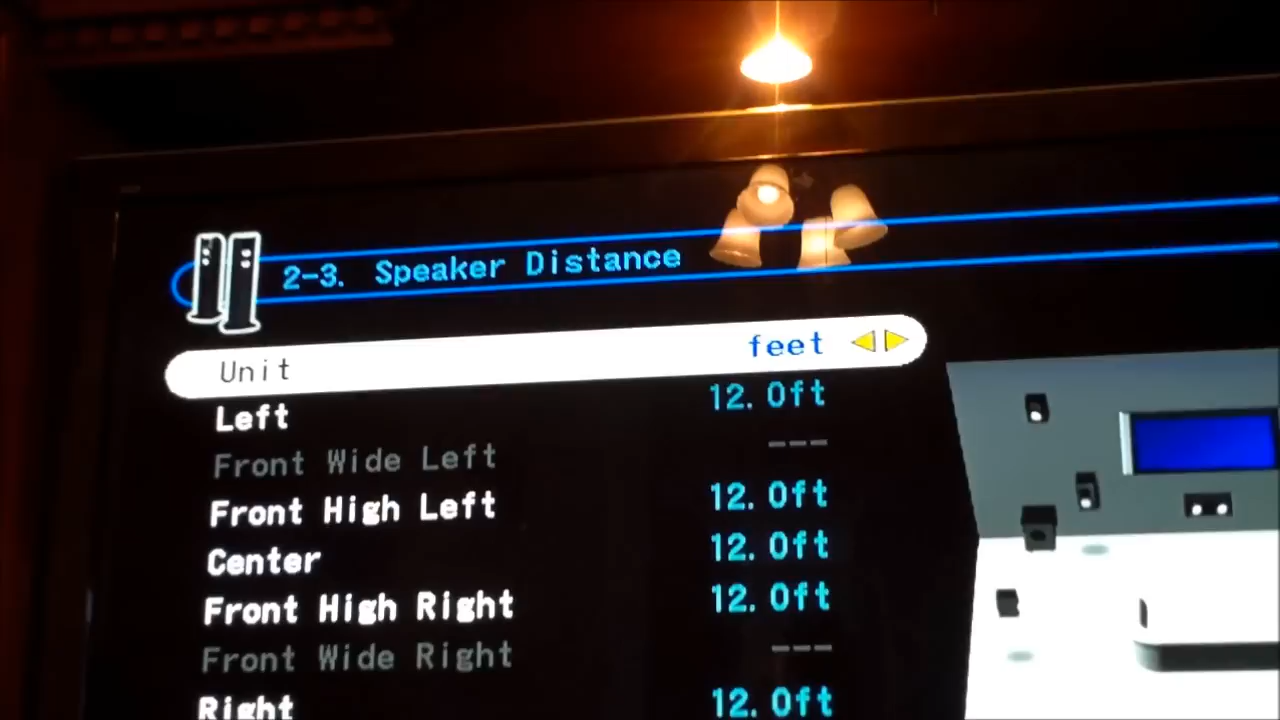 2-3. Speaker Distance
Unit feet
Left 12.0ft
Front Wide Left ---
Front High Left 12.0ft
Center 12.0ft
Front High Right 12.0ft
Front Wide Right ---
Right 12.0ft